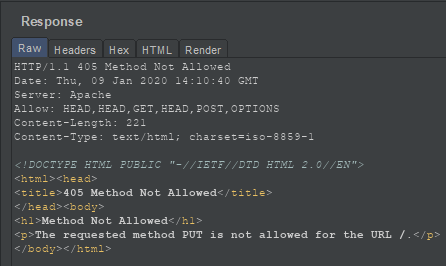 Response
Raw Headers Hex HTML Render
HTTP/1.1 405 Method Not Allowed
Date: Thu, 09 Jan 2020 14:10:40 GMT
Server: Apache
Allow: HEAD,HEAD,GET,HEAD,POST,OPTIONS
Content-Length: 221
Content-Type: text/html; charset=iso-8859-1

<!DOCTYPE HTML PUBLIC "-//IETF//DTD HTML 2.0//EN">
<html><head>
<title>405 Method Not Allowed</title>
</head><body>
<h1>Method Not Allowed</h1>
<p>The requested method PUT is not allowed for the URL /.</p>
</body></html>